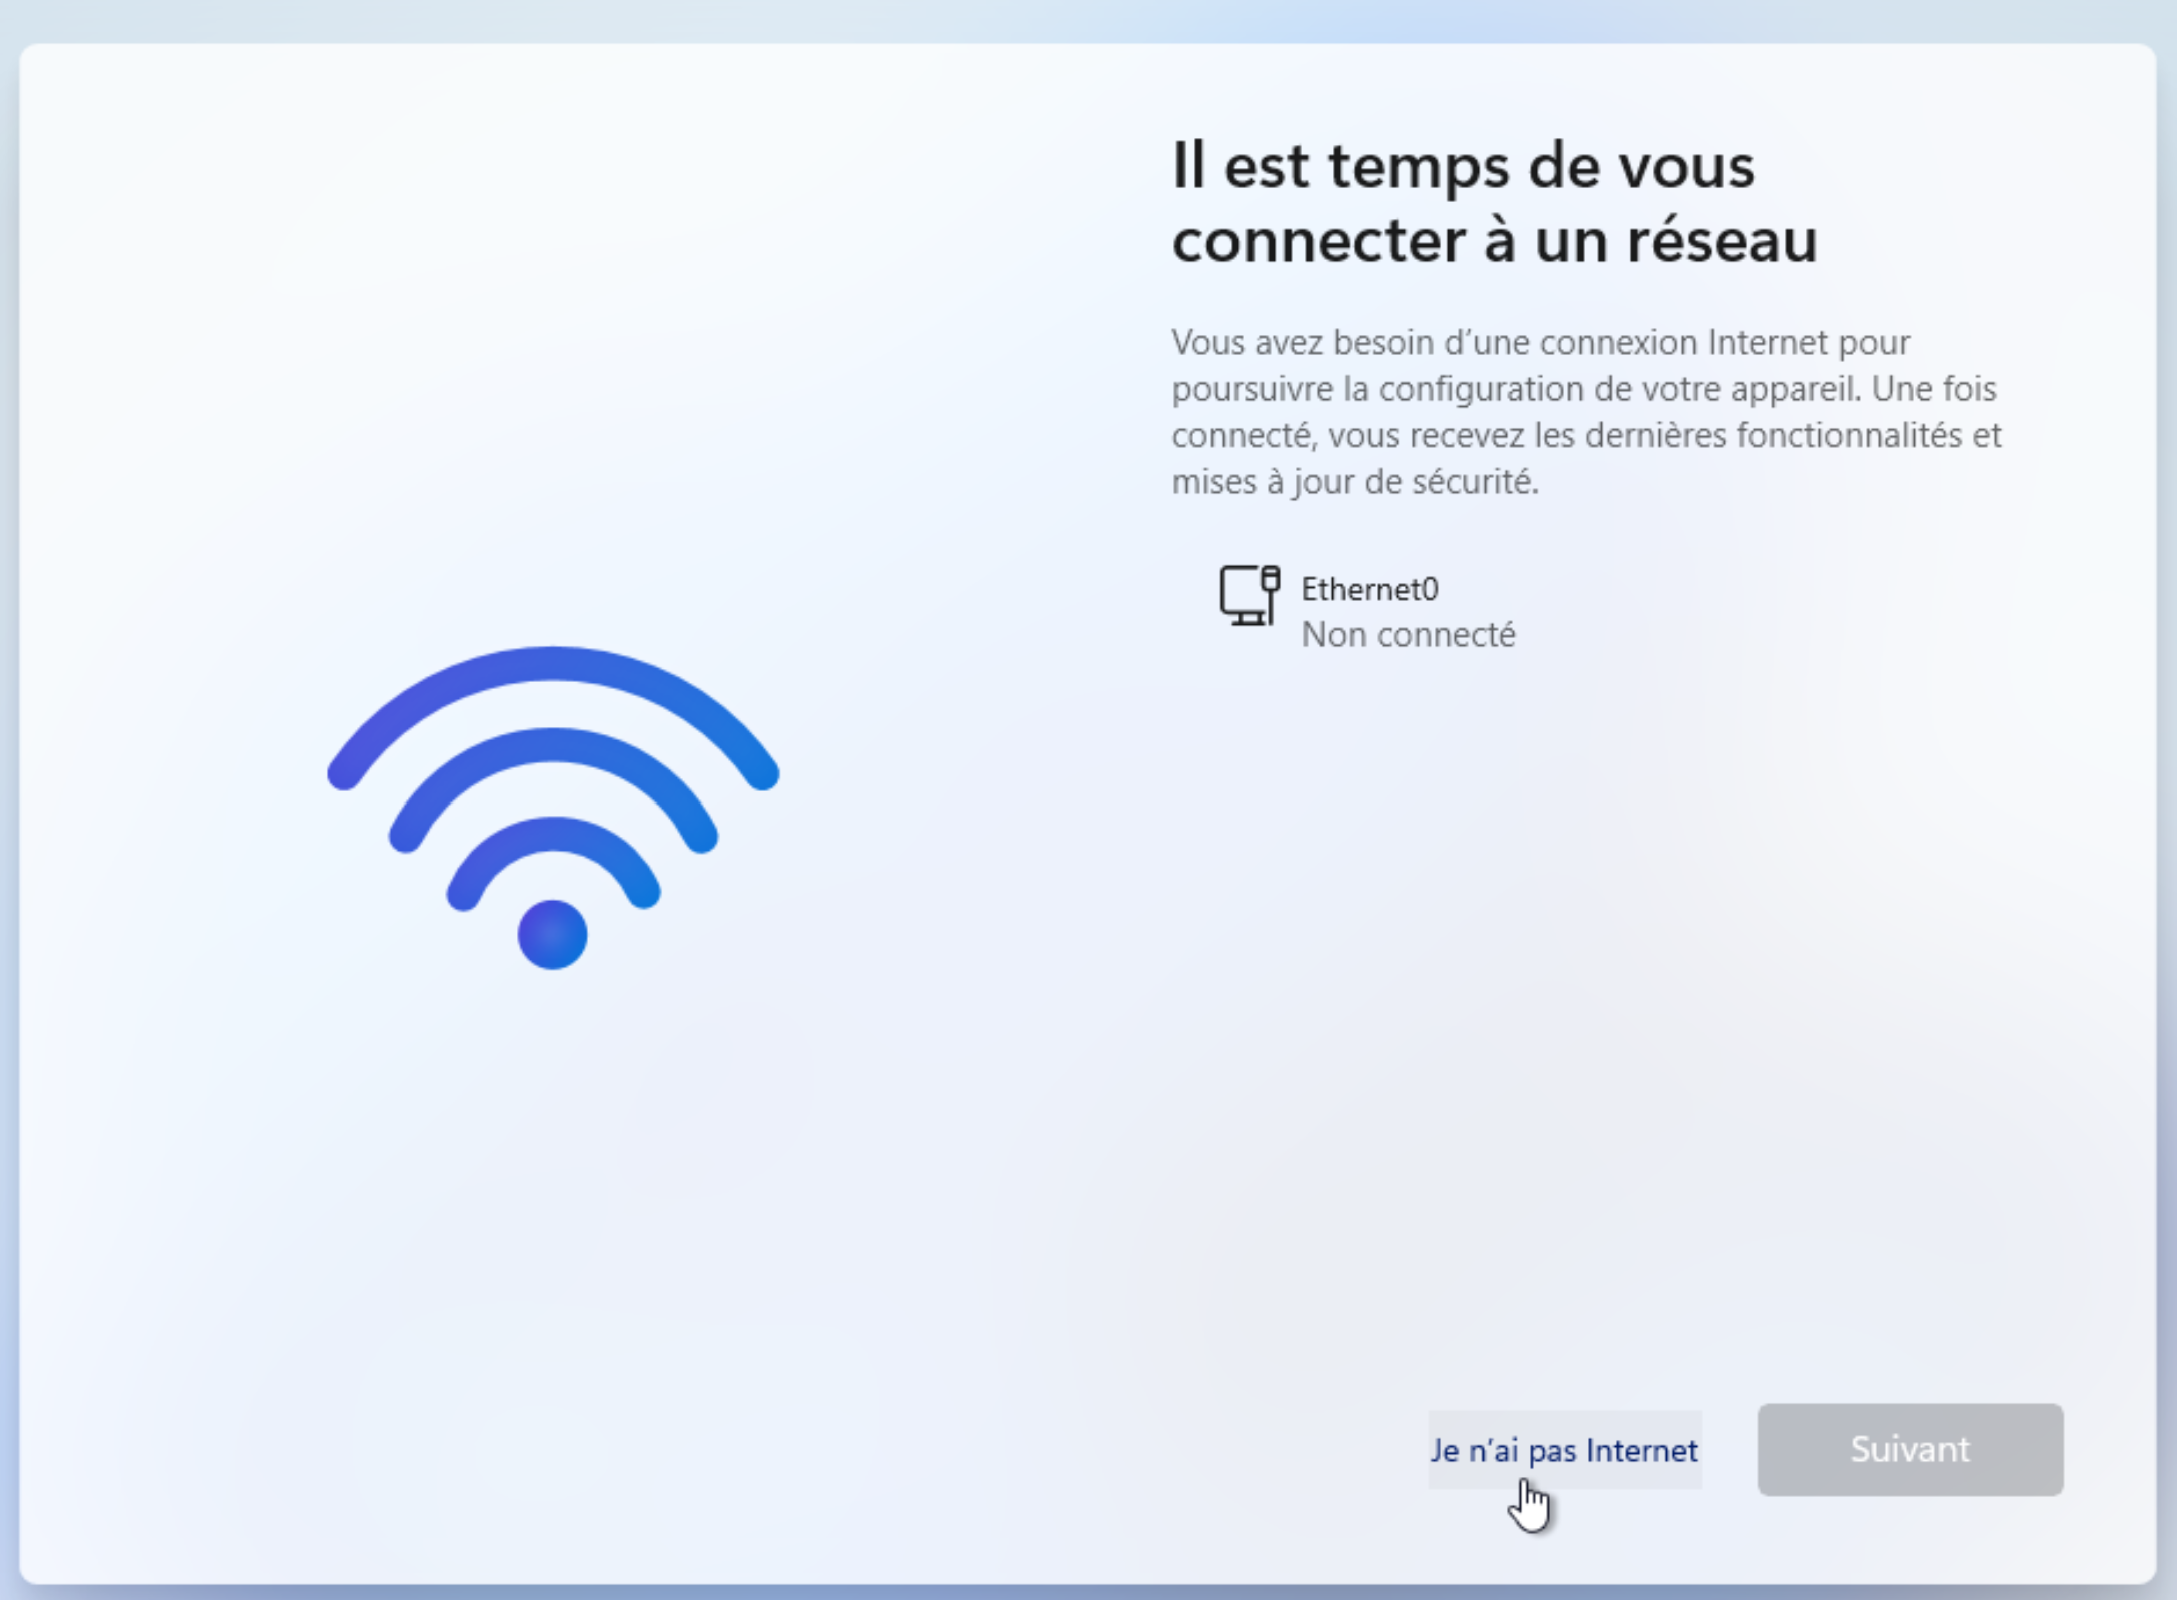 Il est temps de vous
connecter à un réseau
Vous avez besoin d’une connexion Internet pour
poursuivre la configuration de votre appareil. Une fois
connecté, vous recevez les dernières fonctionnalités et
mises à jour de sécurité.
Ethernet0
Non connecté
Je n’ai pas Internet
Suivant